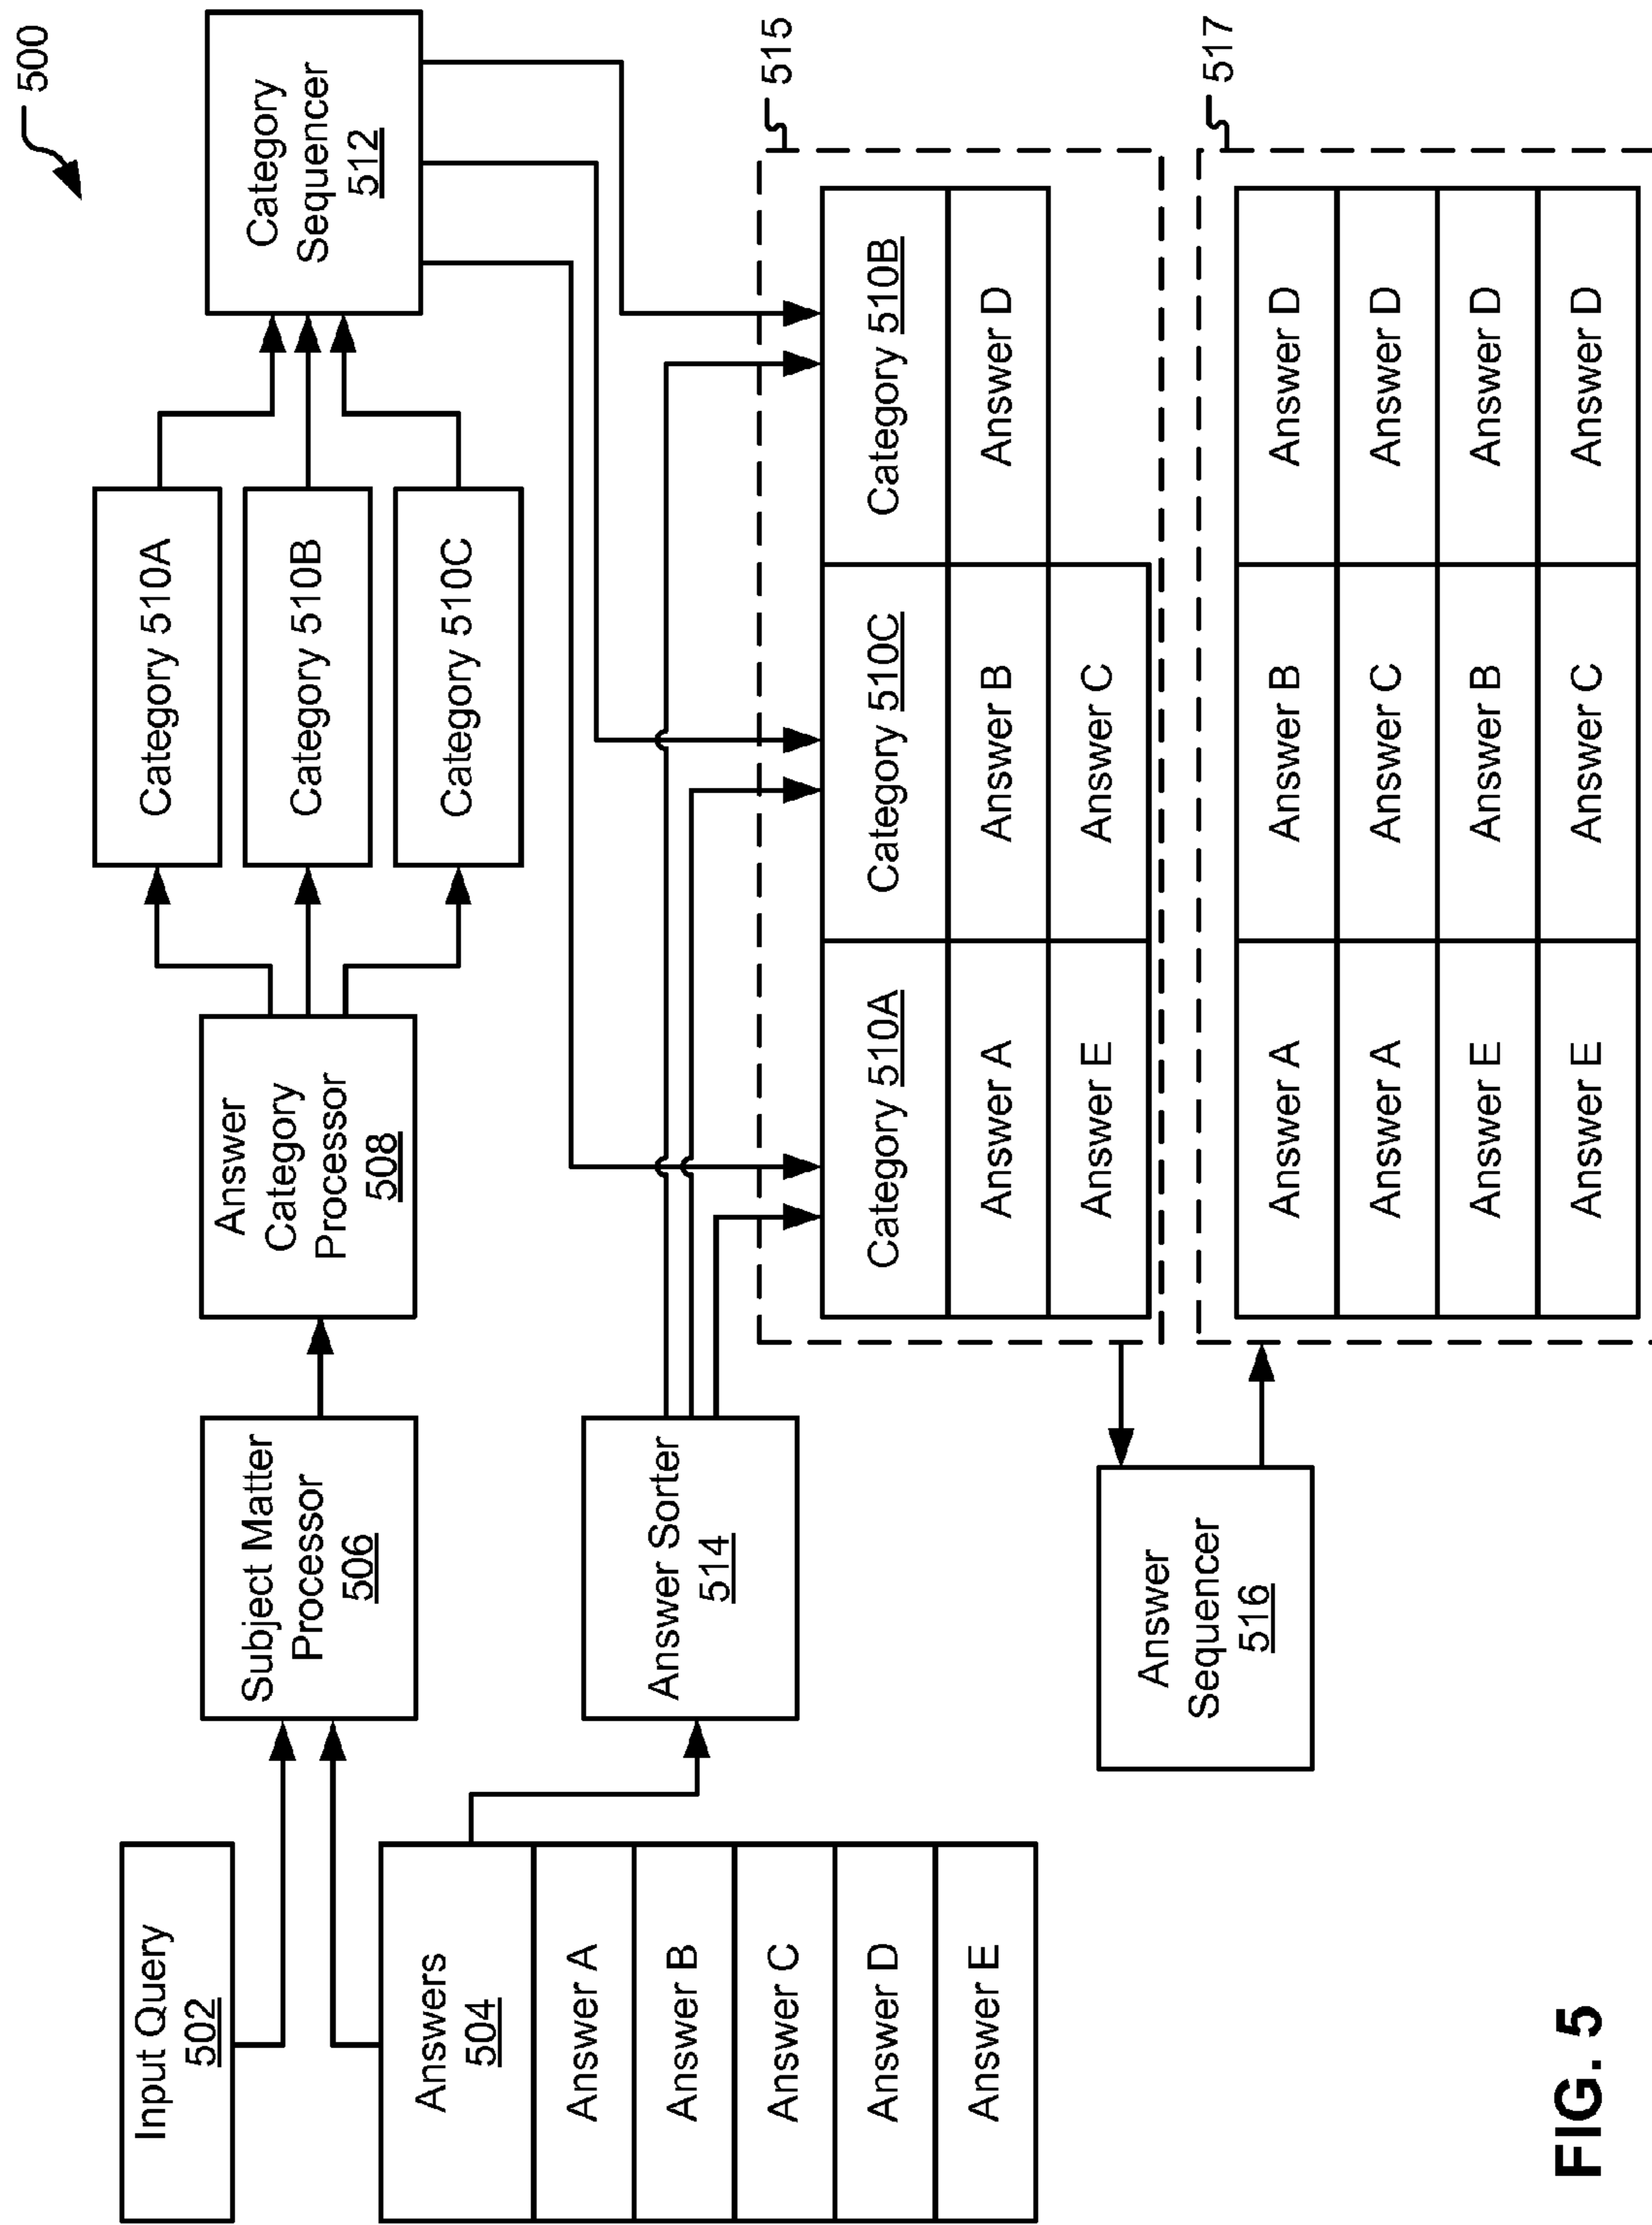 500
Input Query
502
Answers
504
Answer A
Answer B
Answer C
Answer D
Answer E
Subject Matter
Processor
506
Answer
Category
Processor
508
Category 510A
Category 510B
Category 510C
Category
Sequencer
512
Answer Sorter
514
515
Category 510A
Category 510C
Category 510B
Answer A
Answer B
Answer D
Answer E
Answer C
Answer
Sequencer
516
517
Answer A
Answer B
Answer D
Answer A
Answer C
Answer D
Answer E
Answer B
Answer D
Answer E
Answer C
Answer D
FIG. 5